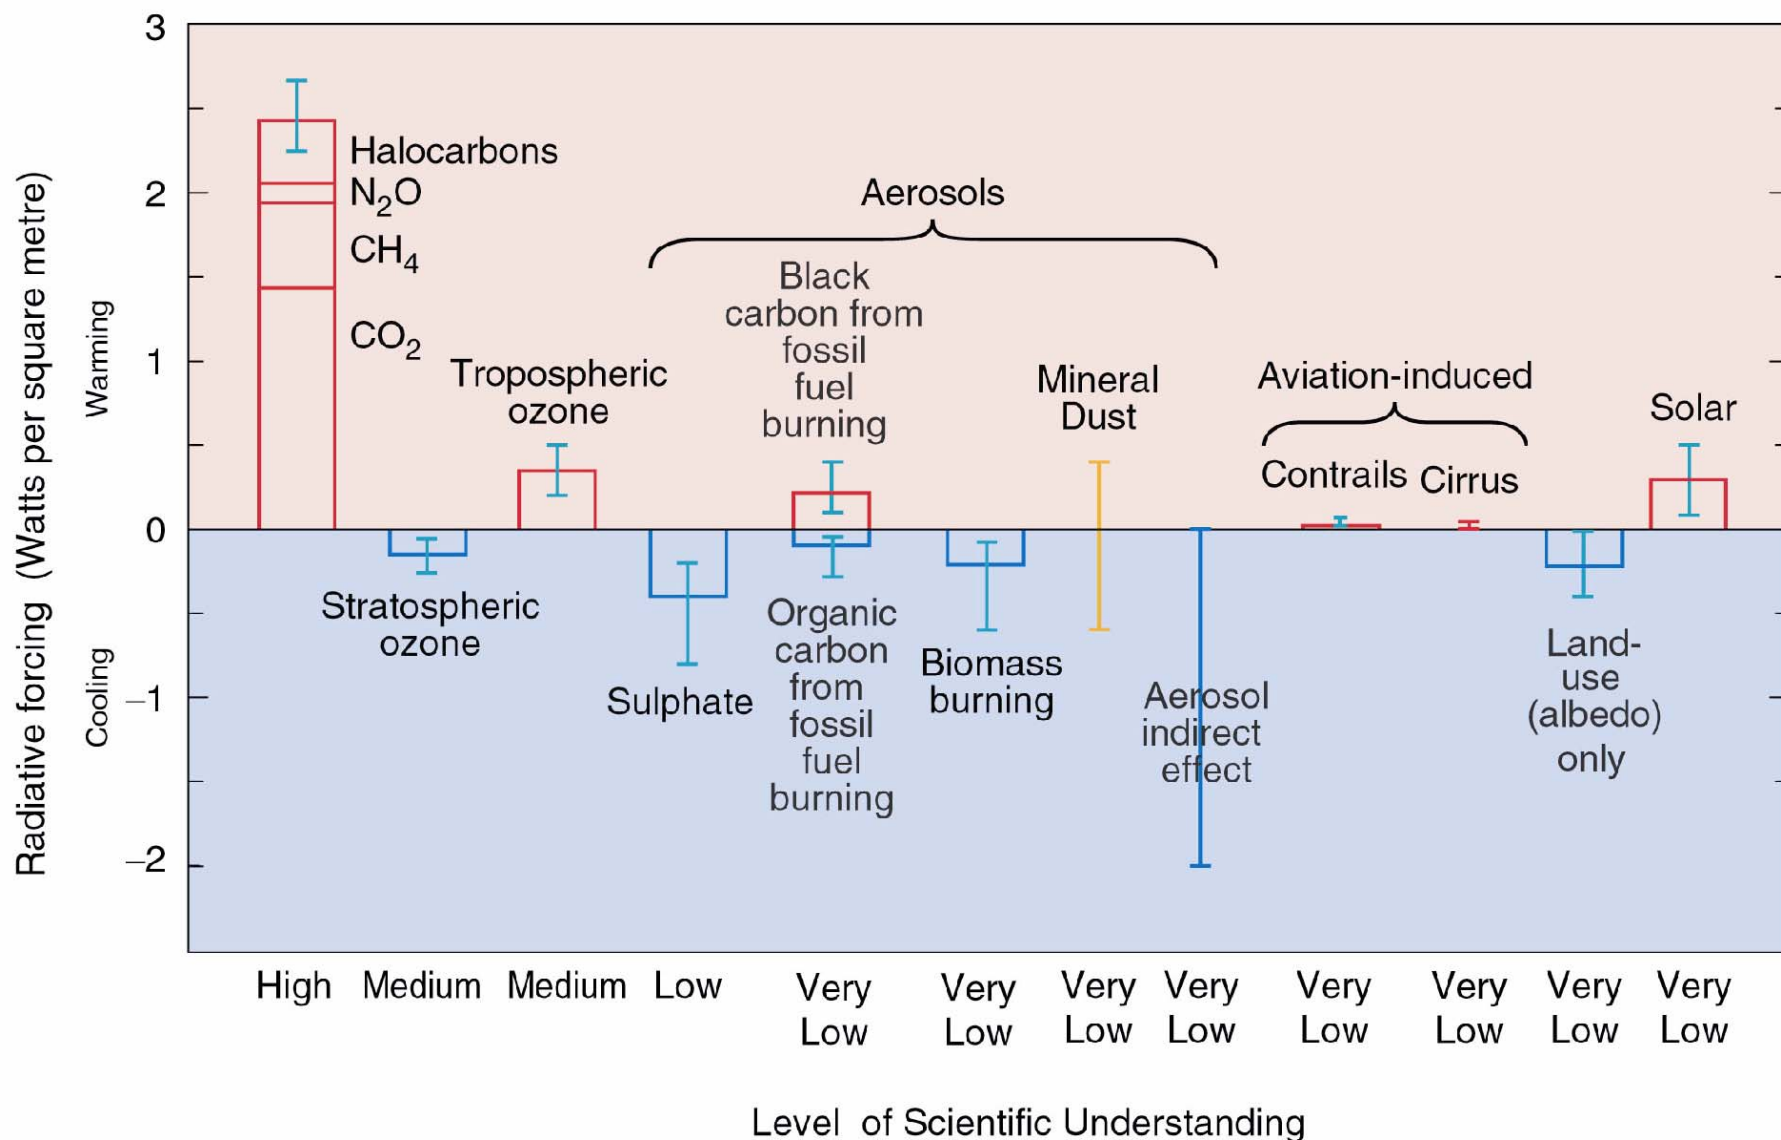 Radiative forcing (Watts per square metre)
Warming
Cooling
3
2
1
0
–1
–2
Halocarbons
N₂O
CH₄
CO₂
Stratospheric
ozone
Tropospheric
ozone
Aerosols
Sulphate
Black
carbon from
fossil
fuel
burning
Organic
carbon
from
fossil
fuel
burning
Biomass
burning
Mineral
Dust
Aerosol
indirect
effect
Aviation-induced
Contrails
Cirrus
Land-
use
(albedo)
only
Solar
High
Medium
Medium
Low
Very
Low
Very
Low
Very
Low
Very
Low
Very
Low
Very
Low
Very
Low
Very
Low
Level of Scientific Understanding